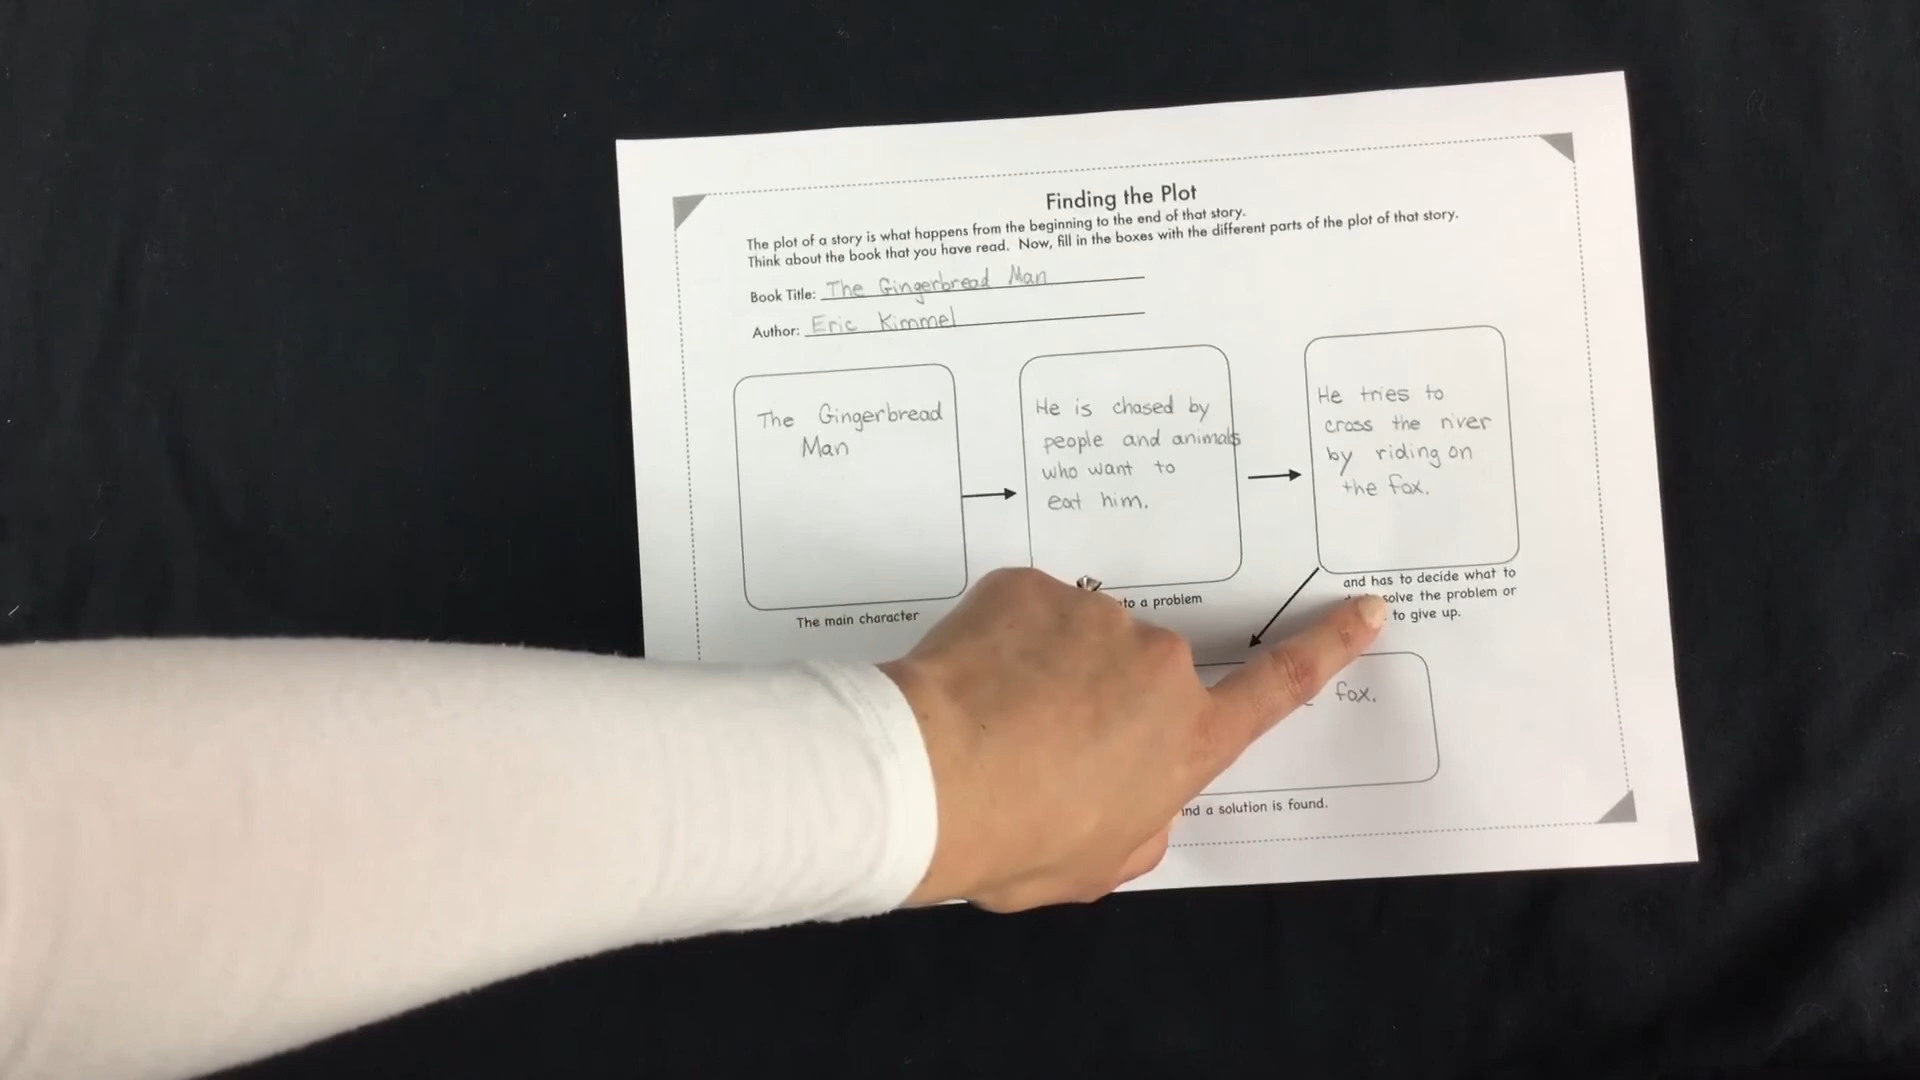 Finding the Plot
The plot of a story is what happens from the beginning to the end of that story.
Think about the book that you have read. Now, fill in the boxes with the different parts of the plot of that story.
Book Title: The Gingerbread Man
Author: Eric Kimmel
The Gingerbread
Man
The main character
He is chased by
people and animals
who want to
eat him.
a problem
He tries to
cross the river
by riding on
the fox.
and has to decide what to
solve the problem or
to give up.
fox.
a solution is found.